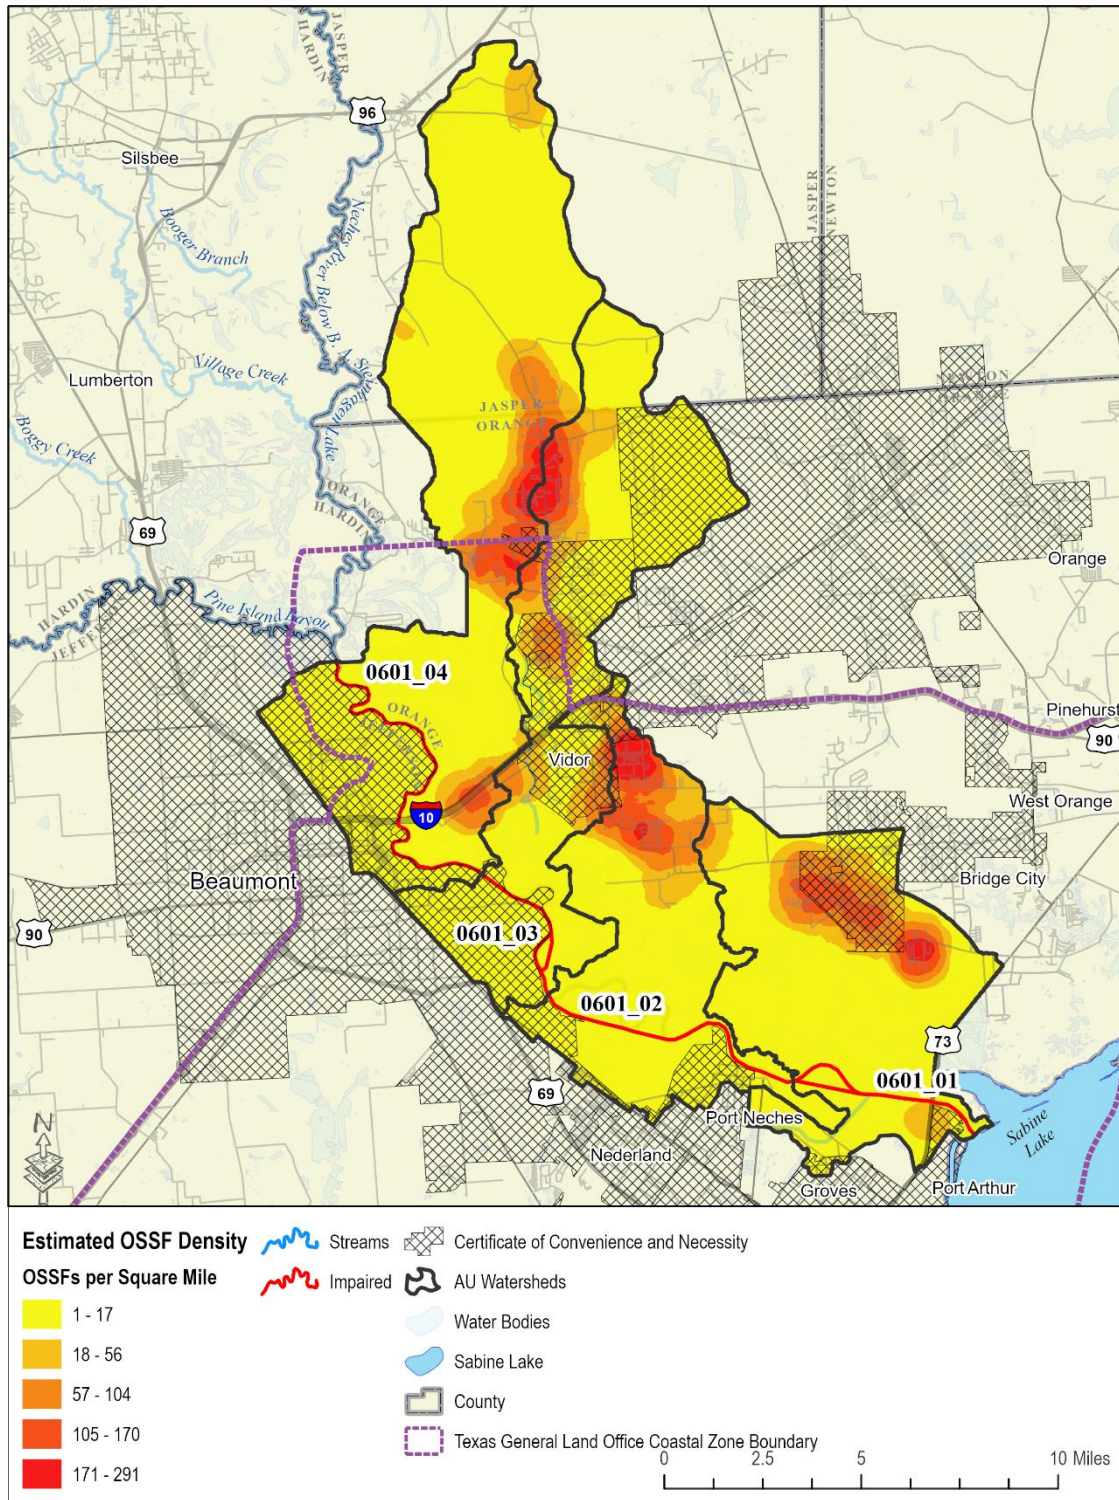 JASPER
HARDIN
96
Silsbee
Booger Branch
Neches River Below B. A. Steinhagen Lake
JASPER
NEWTON
Village Creek
Lumberton
NEWTON
ORANGE
JASPER
ORANGE
Boggy Creek
ORANGE
HARDIN
69
Orange
HARDIN
JEFFERSON
Pine Island Bayou
0601_04
ORANGE
JEFFERSON
Pinehurst
90
Vidor
West Orange
10
Beaumont
Bridge City
90
0601_03
0601_02
73
0601_01
69
Port Neches
Sabine
Lake
Nederland
Groves
Port Arthur
N
Estimated OSSF Density
OSSFs per Square Mile
1 - 17
18 - 56
57 - 104
105 - 170
171 - 291
Streams
Impaired
Certificate of Convenience and Necessity
AU Watersheds
Water Bodies
Sabine Lake
County
Texas General Land Office Coastal Zone Boundary
0 2.5 5 10 Miles